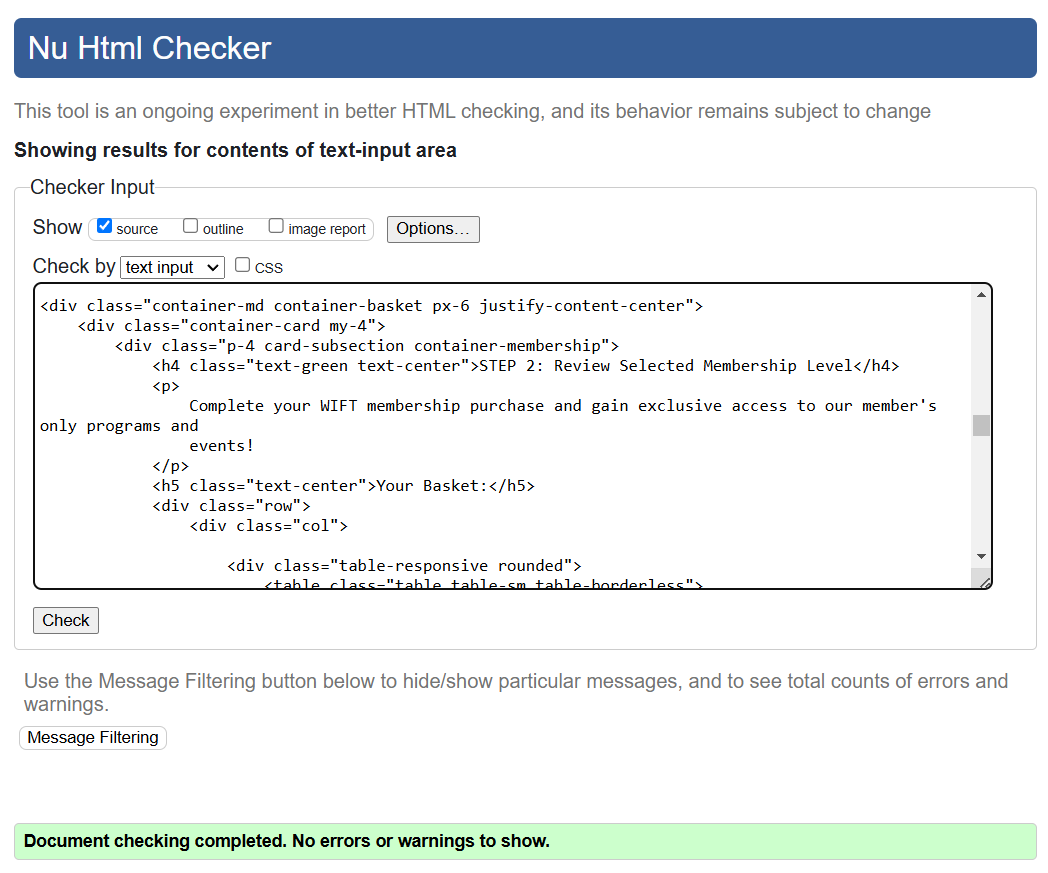 Nu Html Checker
This tool is an ongoing experiment in better HTML checking, and its behavior remains subject to change
Showing results for contents of text-input area
Checker Input
Show source outline image report Options...
Check by text input CSS
<div class="container-md container-basket px-6 justify-content-center">
<div class="container-card my-4">
<div class="p-4 card-subsection container-membership">
<h4 class="text-green text-center">STEP 2: Review Selected Membership Level</h4>
<p>
Complete your WIFT membership purchase and gain exclusive access to our member's
only programs and
events!
</p>
<h5 class="text-center">Your Basket:</h5>
<div class="row">
<div class="col">
<div class="table-responsive rounded">
<table class="table table-sm table-borderless">
Check
Use the Message Filtering button below to hide/show particular messages, and to see total counts of errors and
warnings.
Message Filtering
Document checking completed. No errors or warnings to show.